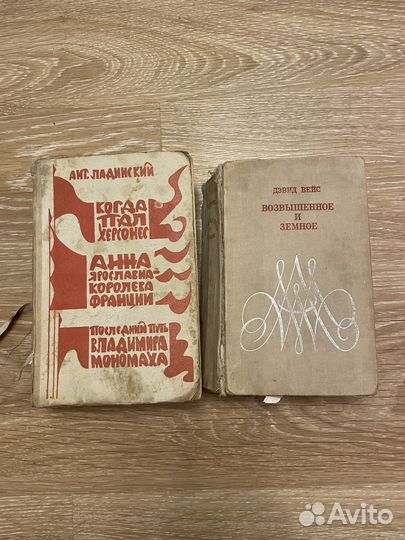 АНТ. ЛАДИНСКИЙ
КОГДА
ПАЛ
ХЕРСОНЕС
АННА
ЯРОСЛАВНА-
КОРОЛЕВА
ФРАНЦИИ
ПОСЛЕДНИЙ ПУТЬ
ВЛАДИМИРА
МОНОМАХА
ДЭВИД ВЕЙС
ВОЗВЫШЕННОЕ
И
ЗЕМНОЕ
Avito